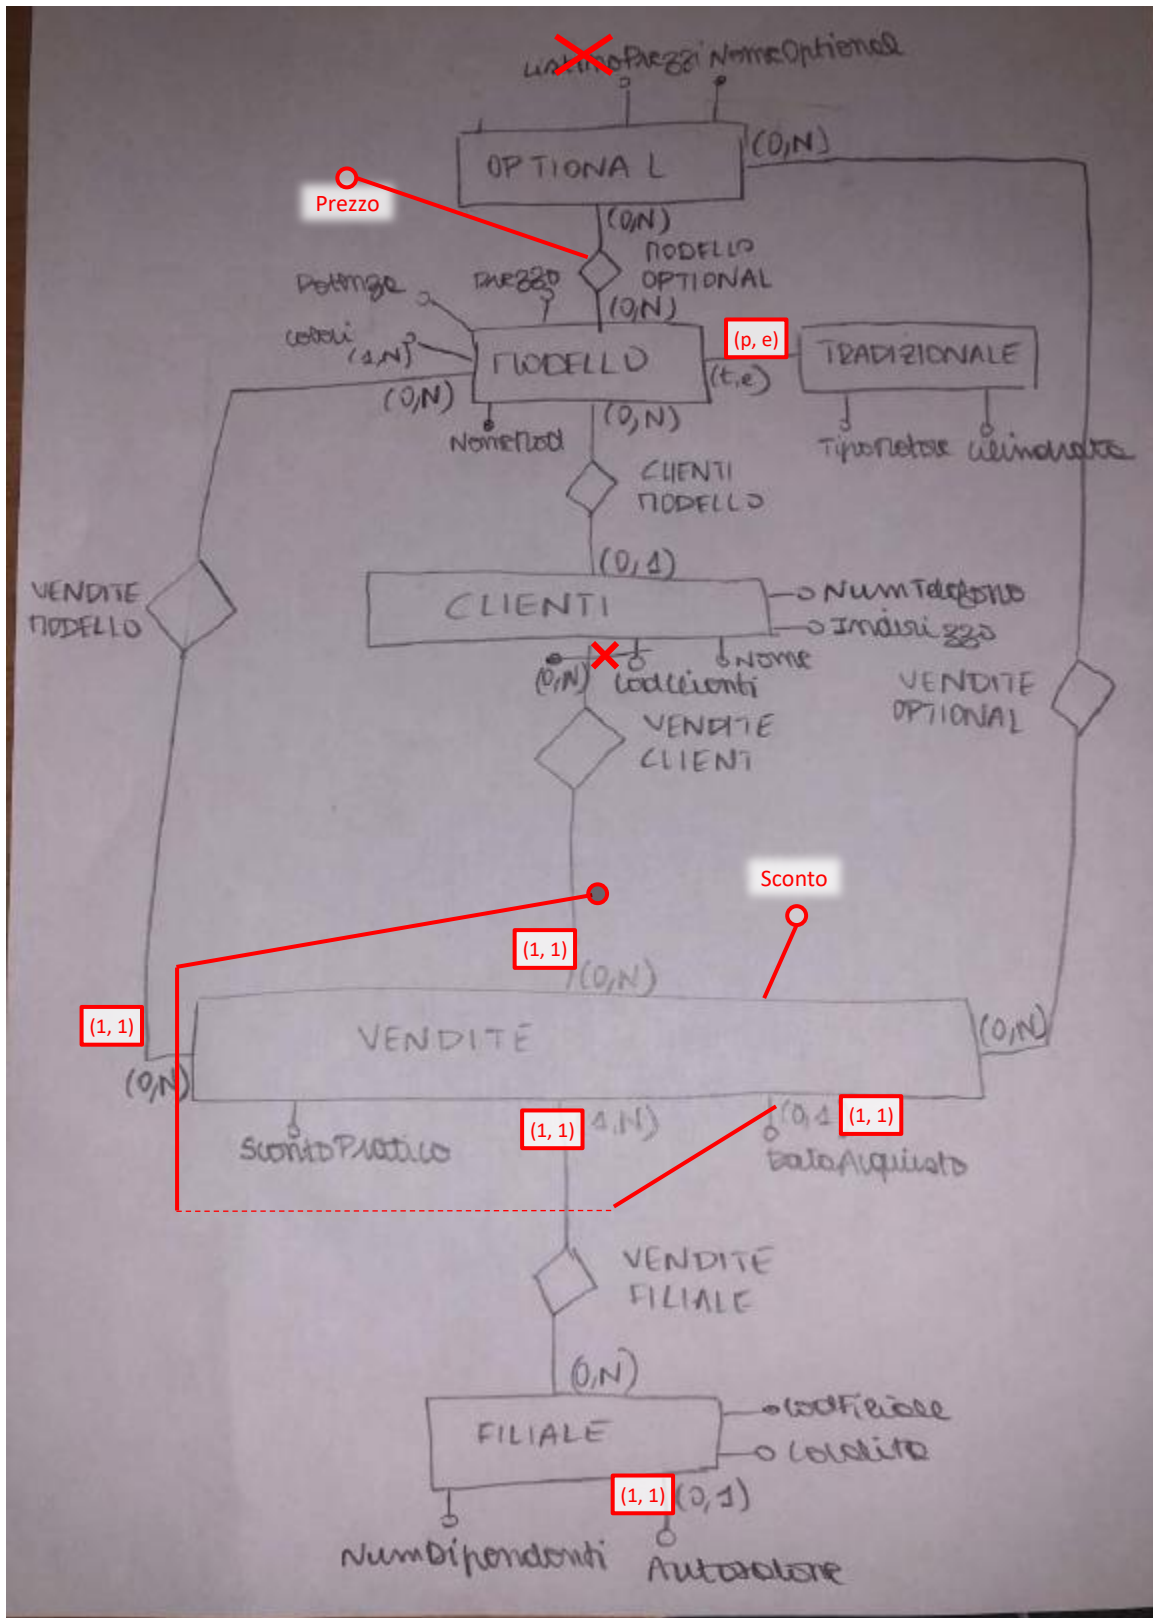 ListinoPrezzi NomeOptional
OPTIONAL
(0,N)
Prezzo
(0,N)
MODELLO
OPTIONAL
Potenza
Prezzo
(0,N)
Colori
(1,N)
MODELLO
(p, e)
(t,e)
TRADIZIONALE
(0,N)
NomeMod
(0,N)
TipoMotore
Cilindrata
CLIENTI
MODELLO
(0,1)
VENDITE
MODELLO
CLIENTI
NumTelefono
Indirizzo
(0,N)
CodClienti
Nome
VENDITE
OPTIONAL
VENDITE
CLIENTI
Sconto
(1, 1)
(0,N)
(1, 1)
(0,N)
VENDITE
(0,N)
(1, 1)
(1,N)
(0,1)
(1, 1)
ScontoPratico
DataAcquisto
VENDITE
FILIALE
(0,N)
FILIALE
CodFiliale
Località
(1, 1)
(0,1)
NumDipendenti
Autosalone